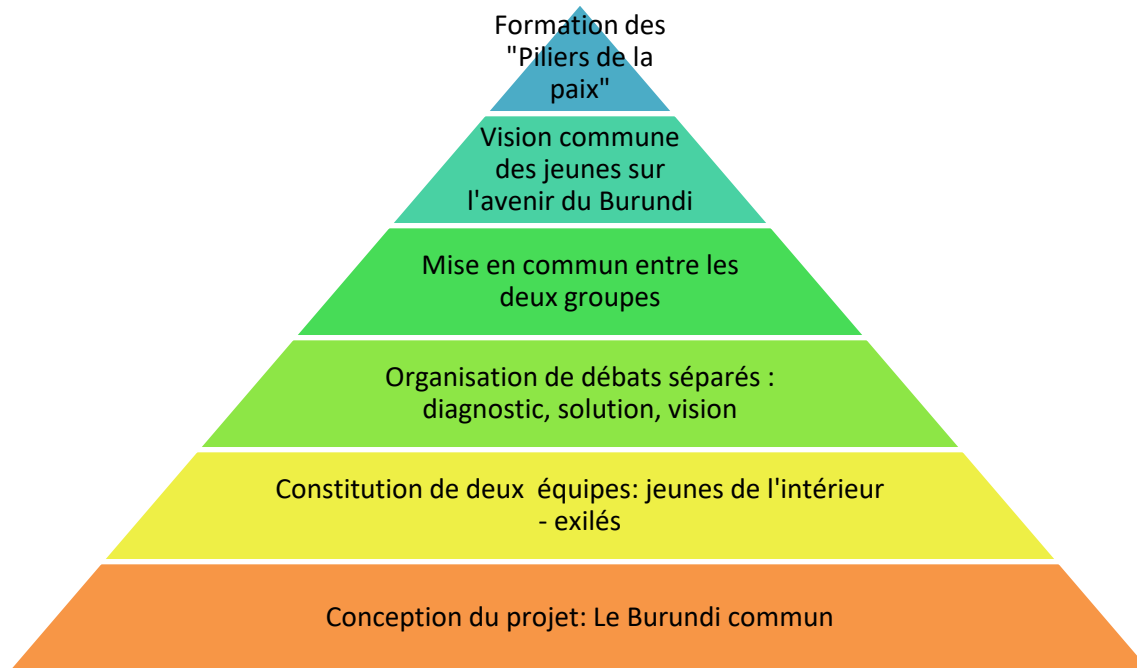 Formation des
"Piliers de la
paix"
Vision commune
des jeunes sur
l'avenir du Burundi
Mise en commun entre les
deux groupes
Organisation de débats séparés :
diagnostic, solution, vision
Constitution de deux  équipes: jeunes de l'intérieur
- exilés
Conception du projet: Le Burundi commun